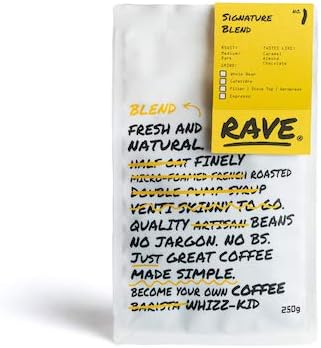 SIGNATURE
BLEND
NO. 1
ROAST:
Medium/
Dark
TASTES LIKE:
Caramel
Almond
Chocolate
GRIND:
Whole Bean
Cafetière
Filter / Stove Top / Aeropress
Espresso
RAVE®
BLEND
FRESH AND
NATURAL.
HALF OAT FINELY
MICRO-FOAMED FRENCH ROASTED
DOUBLE PUMP SYRUP
VENTI SKINNY TO GO.
QUALITY ARTISAN BEANS
NO JARGON. NO BS.
JUST GREAT COFFEE
MADE SIMPLE.
BECOME YOUR OWN COFFEE
BARISTA WHIZZ-KID
250g